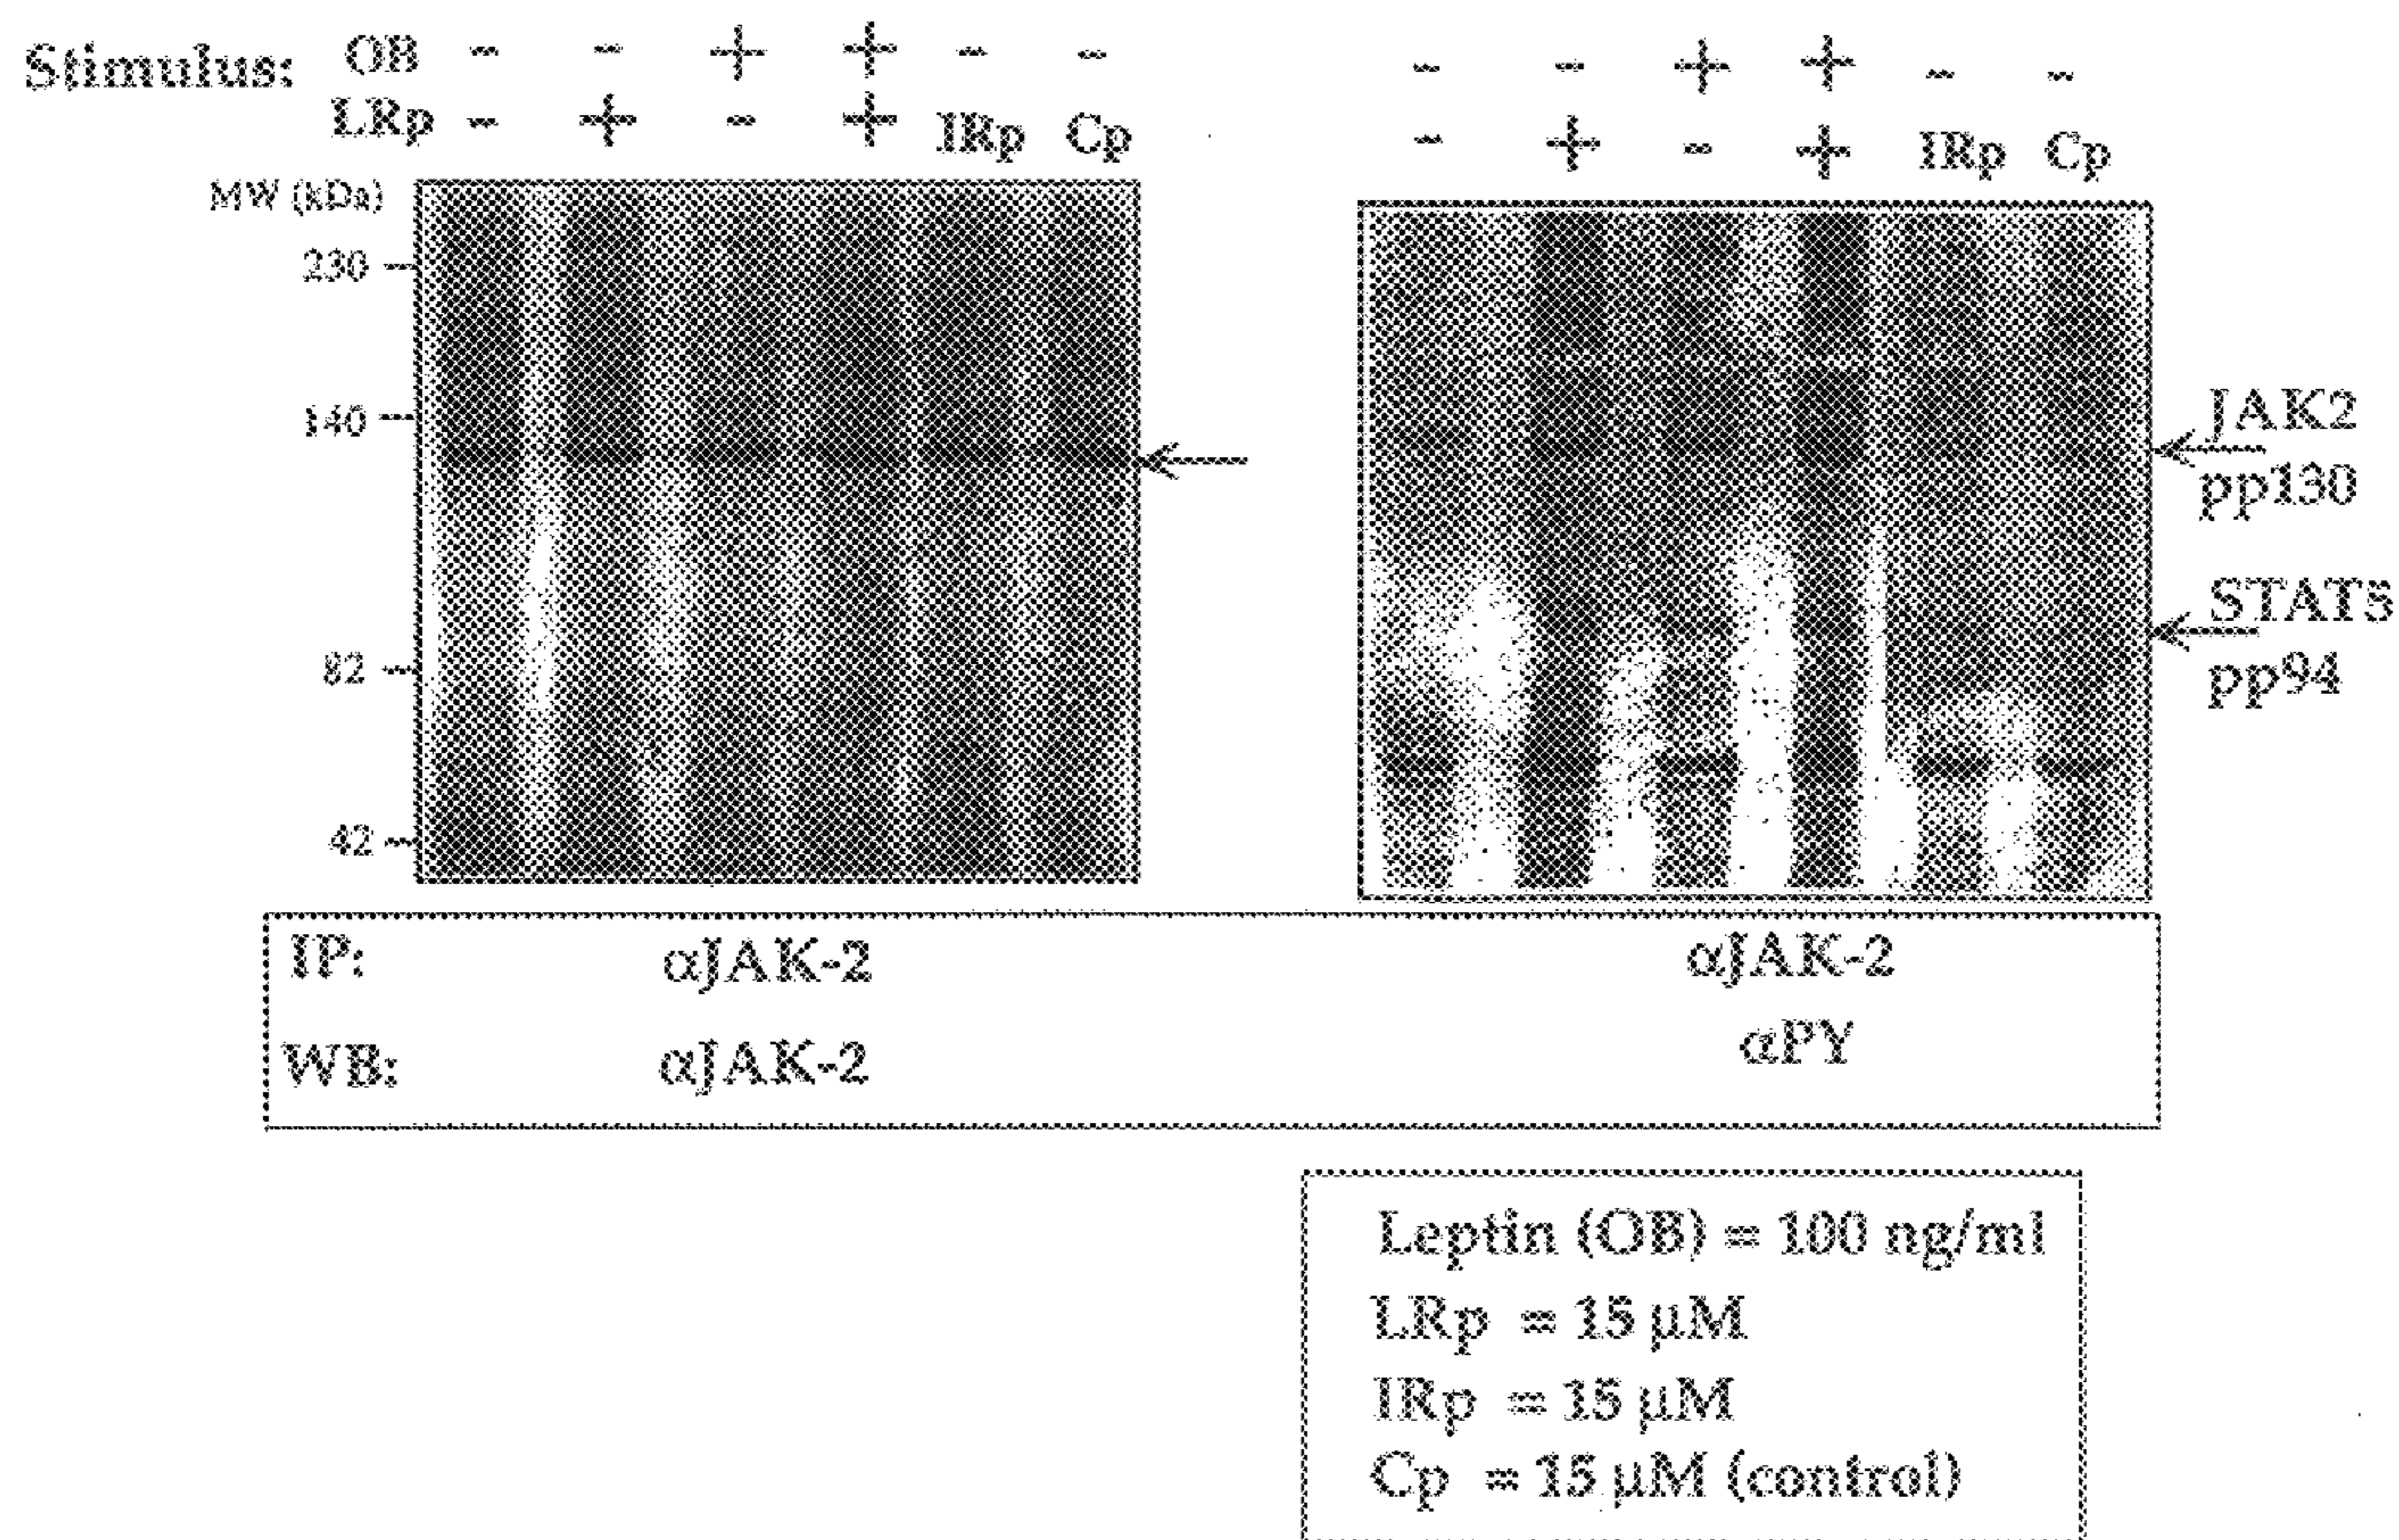 Stimulus: OB - - + + - -
LRp - + - + IRp Cp
- - + + - -
- + - + IRp Cp
MW (kDa)
230
140
82
42
JAK2
pp130
STAT5
pp94
IP: αJAK-2 αJAK-2
WB: αJAK-2 αPY
Leptin (OB) = 100 ng/ml
LRp = 15 μM
IRp = 15 μM
Cp = 15 μM (control)